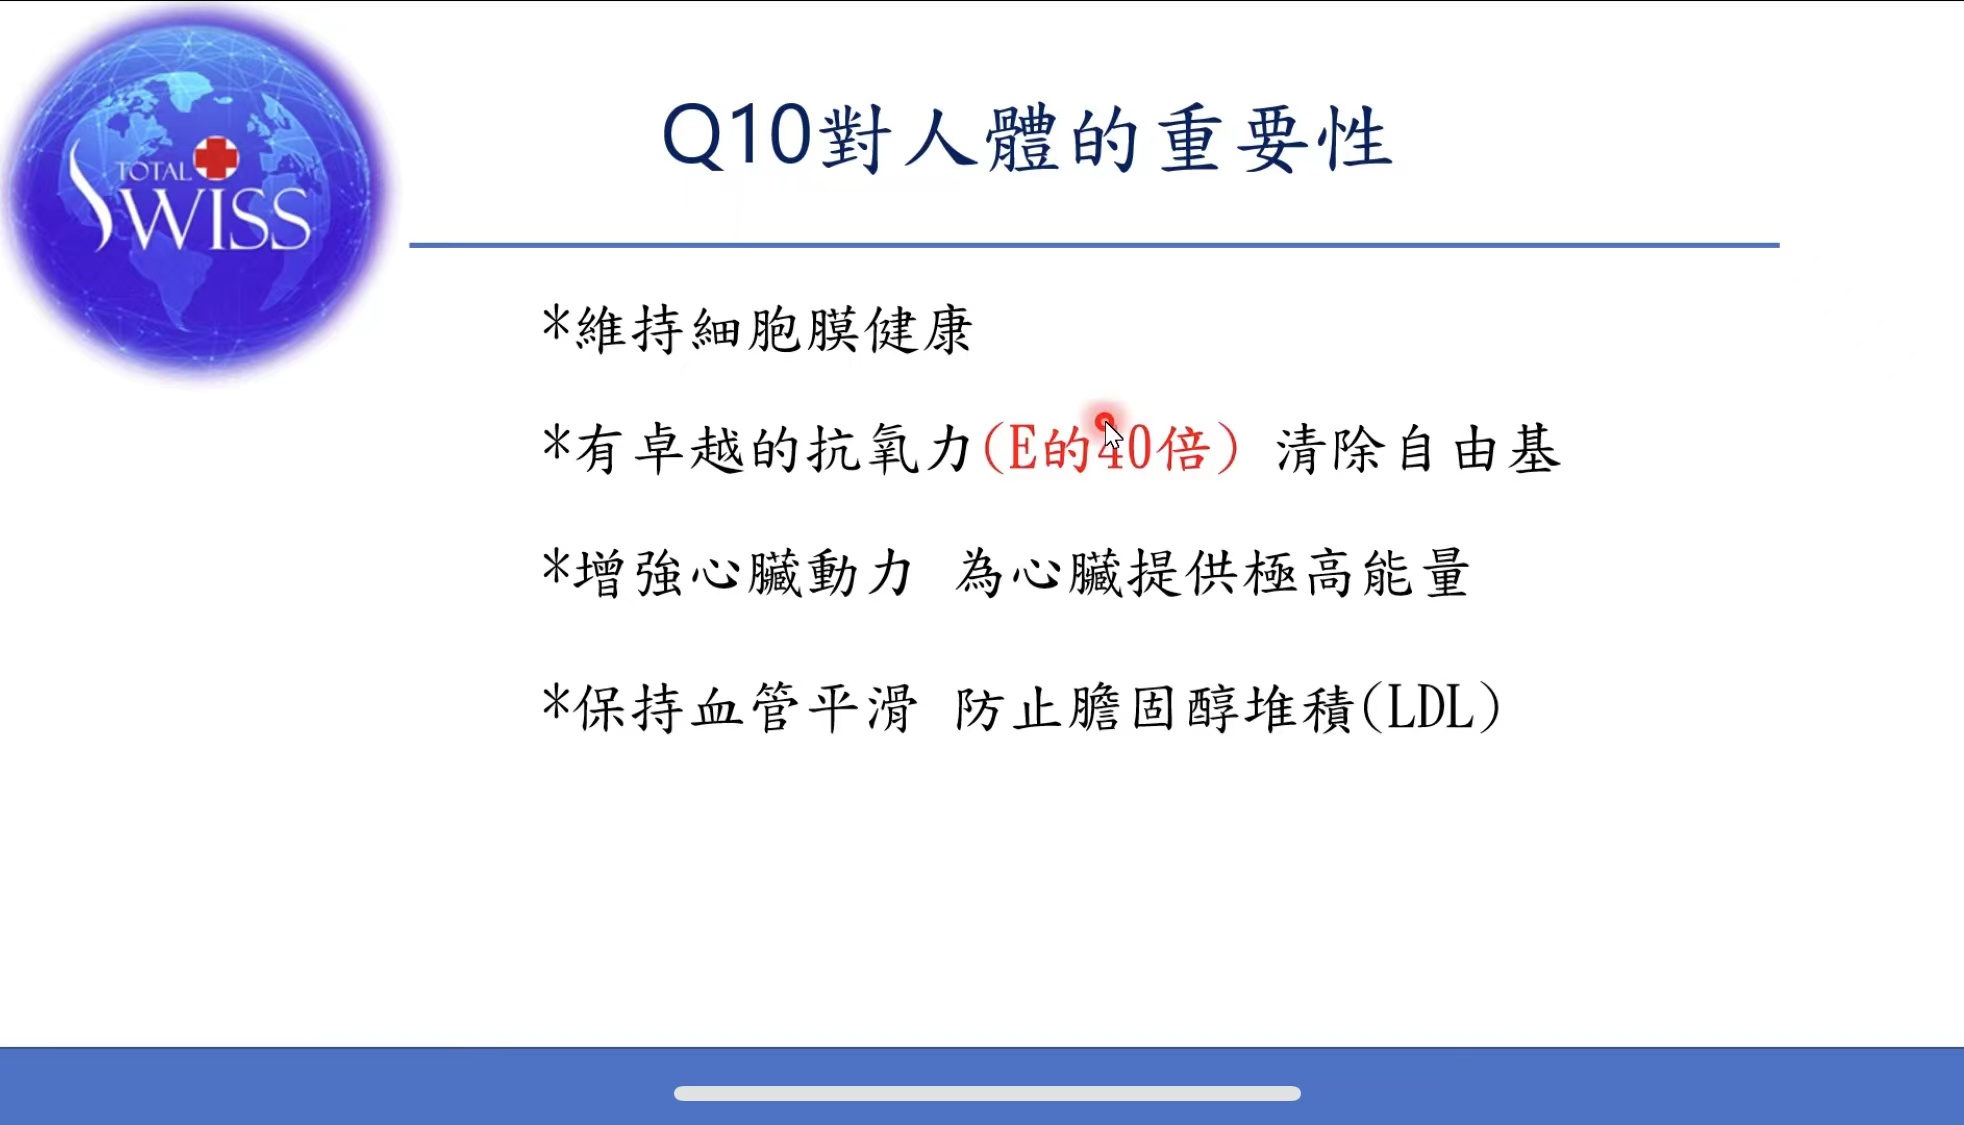 TOTAL
SWISS
Q10對人體的重要性
*維持細胞膜健康
*有卓越的抗氧力(E的40倍) 清除自由基
*增強心臟動力 為心臟提供極高能量
*保持血管平滑 防止膽固醇堆積(LDL)